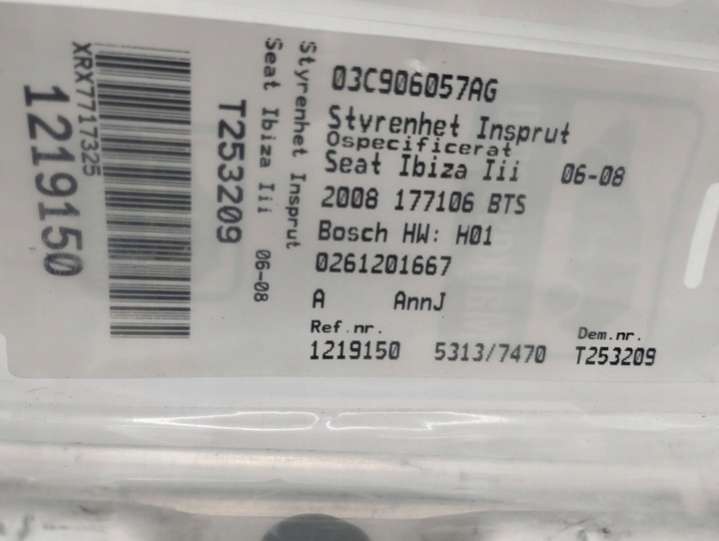 XRX7717325
1219150
T253209
Seat Ibiza Iii 06-08
Styrenhet Insprut
03C906057AG
Styrenhet Insprut
Ospecificerat
Seat Ibiza Iii 06-08
2008 177106 BTS
Bosch HW: H01
0261201667
A AnnJ
Ref.nr. Dem.nr.
1219150 5313/7470 T253209